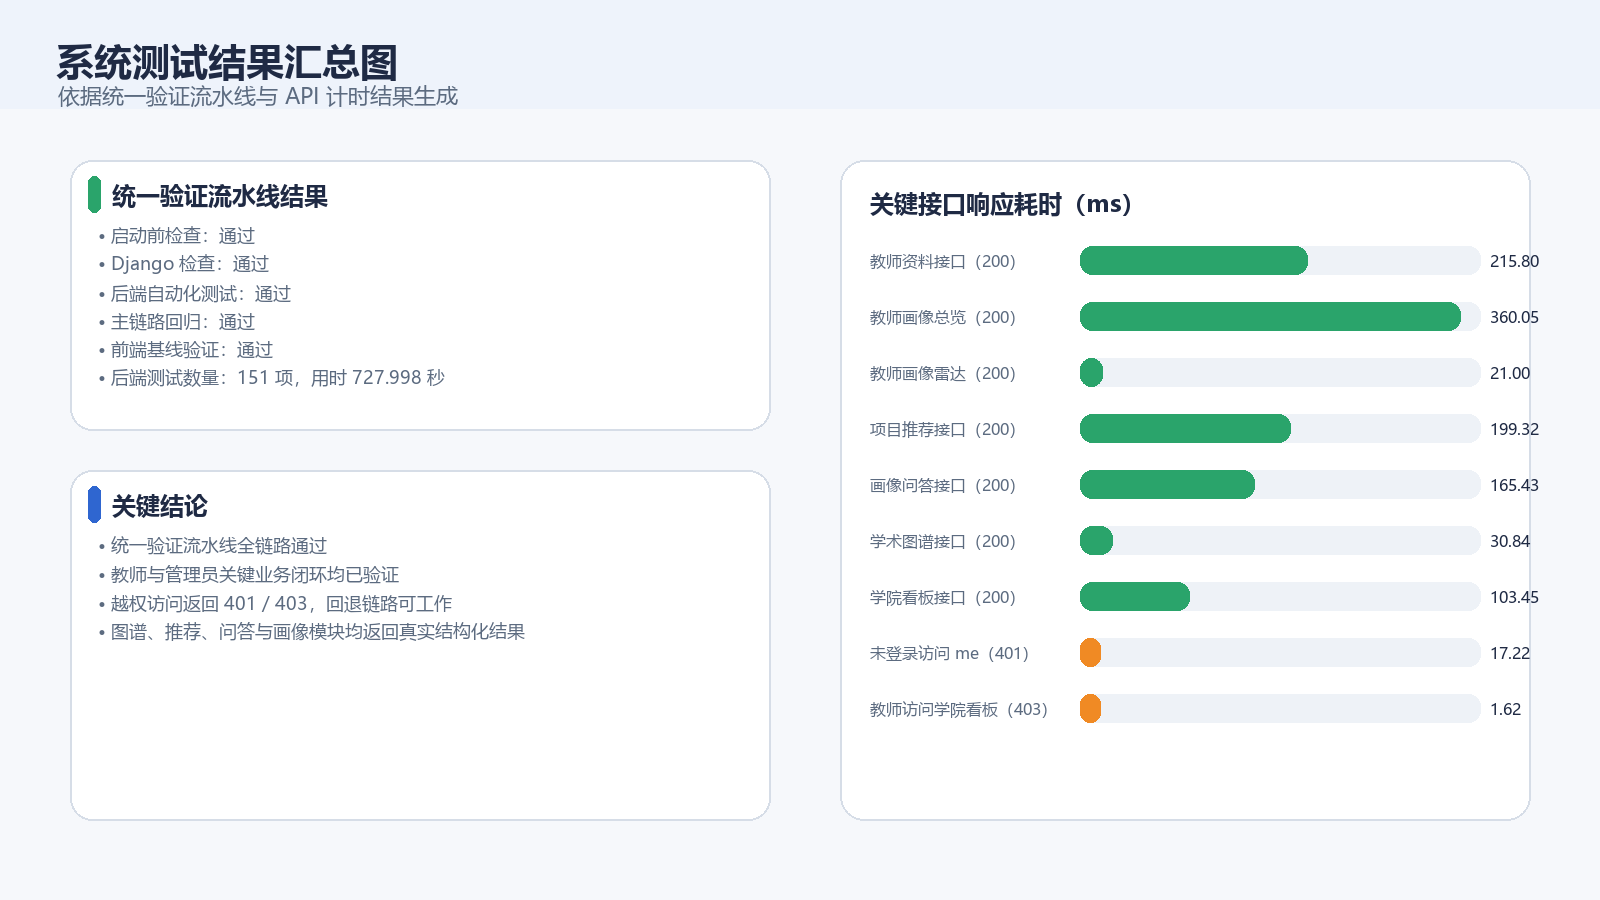 系统测试结果汇总图
依据统一验证流水线与 API 计时结果生成
统一验证流水线结果
• 启动前检查：通过
• Django 检查：通过
• 后端自动化测试：通过
• 主链路回归：通过
• 前端基线验证：通过
• 后端测试数量：151 项，用时 727.998 秒
关键结论
• 统一验证流水线全链路通过
• 教师与管理员关键业务闭环均已验证
• 越权访问返回 401 / 403，回退链路可工作
• 图谱、推荐、问答与画像模块均返回真实结构化结果
关键接口响应耗时（ms）
教师资料接口（200） 215.80
教师画像总览（200） 360.05
教师画像雷达（200） 21.00
项目推荐接口（200） 199.32
画像问答接口（200） 165.43
学术图谱接口（200） 30.84
学院看板接口（200） 103.45
未登录访问 me（401） 17.22
教师访问学院看板（403） 1.62